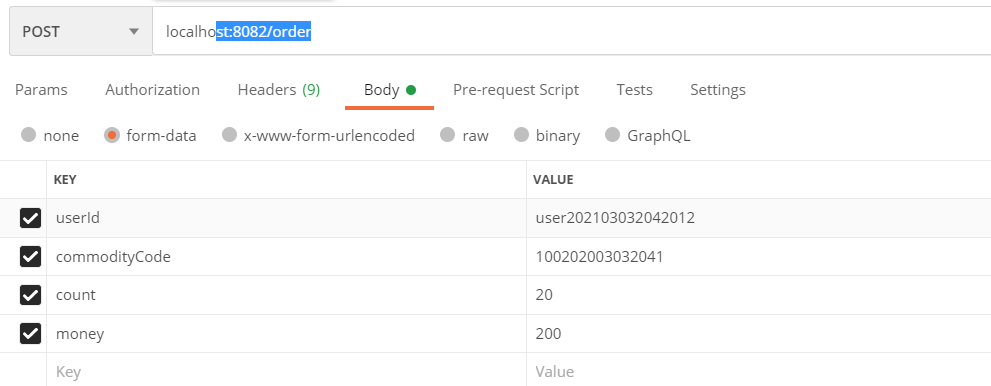 POST localhost:8082/order
Params Authorization Headers (9) Body Pre-request Script Tests Settings
none form-data x-www-form-urlencoded raw binary GraphQL
KEY VALUE
userId user202103032042012
commodityCode 100202003032041
count 20
money 200
Key Value